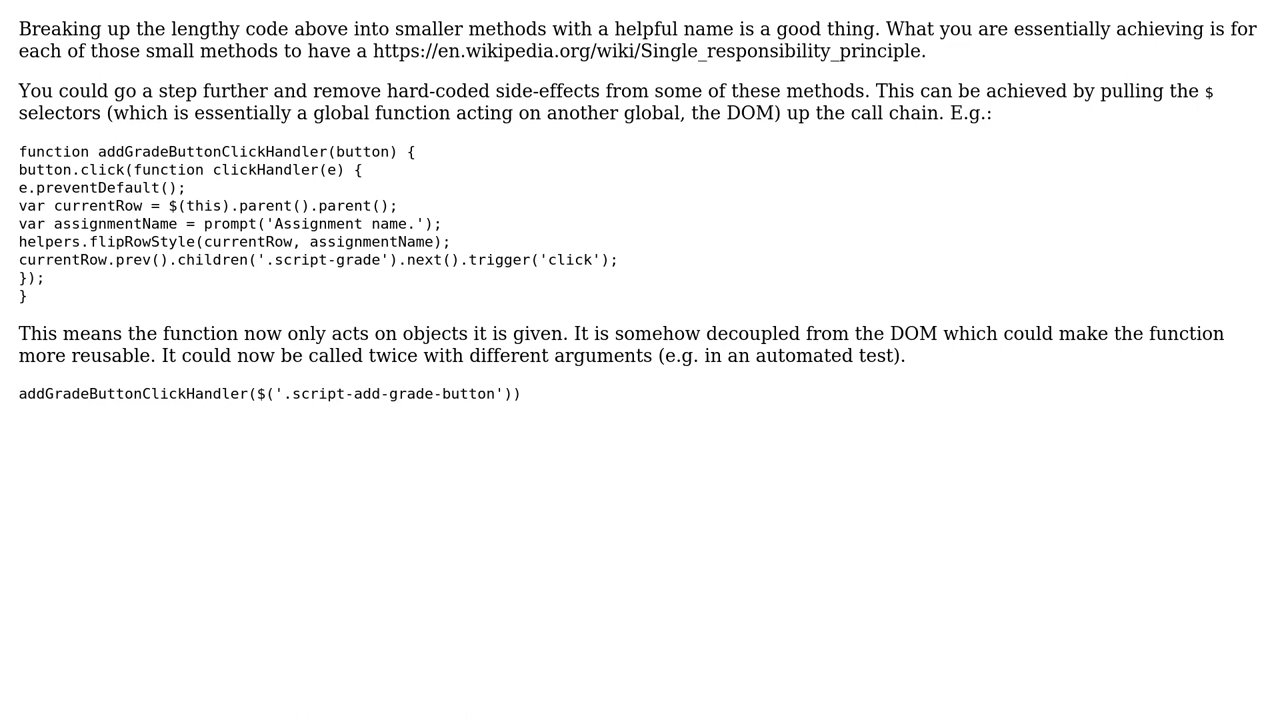 Breaking up the lengthy code above into smaller methods with a helpful name is a good thing. What you are essentially achieving is for
each of those small methods to have a https://en.wikipedia.org/wiki/Single_responsibility_principle.
You could go a step further and remove hard-coded side-effects from some of these methods. This can be achieved by pulling the $
selectors (which is essentially a global function acting on another global, the DOM) up the call chain. E.g.:
function addGradeButtonClickHandler(button) {
button.click(function clickHandler(e) {
e.preventDefault();
var currentRow = $(this).parent().parent();
var assignmentName = prompt('Assignment name.');
helpers.flipRowStyle(currentRow, assignmentName);
currentRow.prev().children('.script-grade').next().trigger('click');
});
}
This means the function now only acts on objects it is given. It is somehow decoupled from the DOM which could make the function
more reusable. It could now be called twice with different arguments (e.g. in an automated test).
addGradeButtonClickHandler($('.script-add-grade-button'))